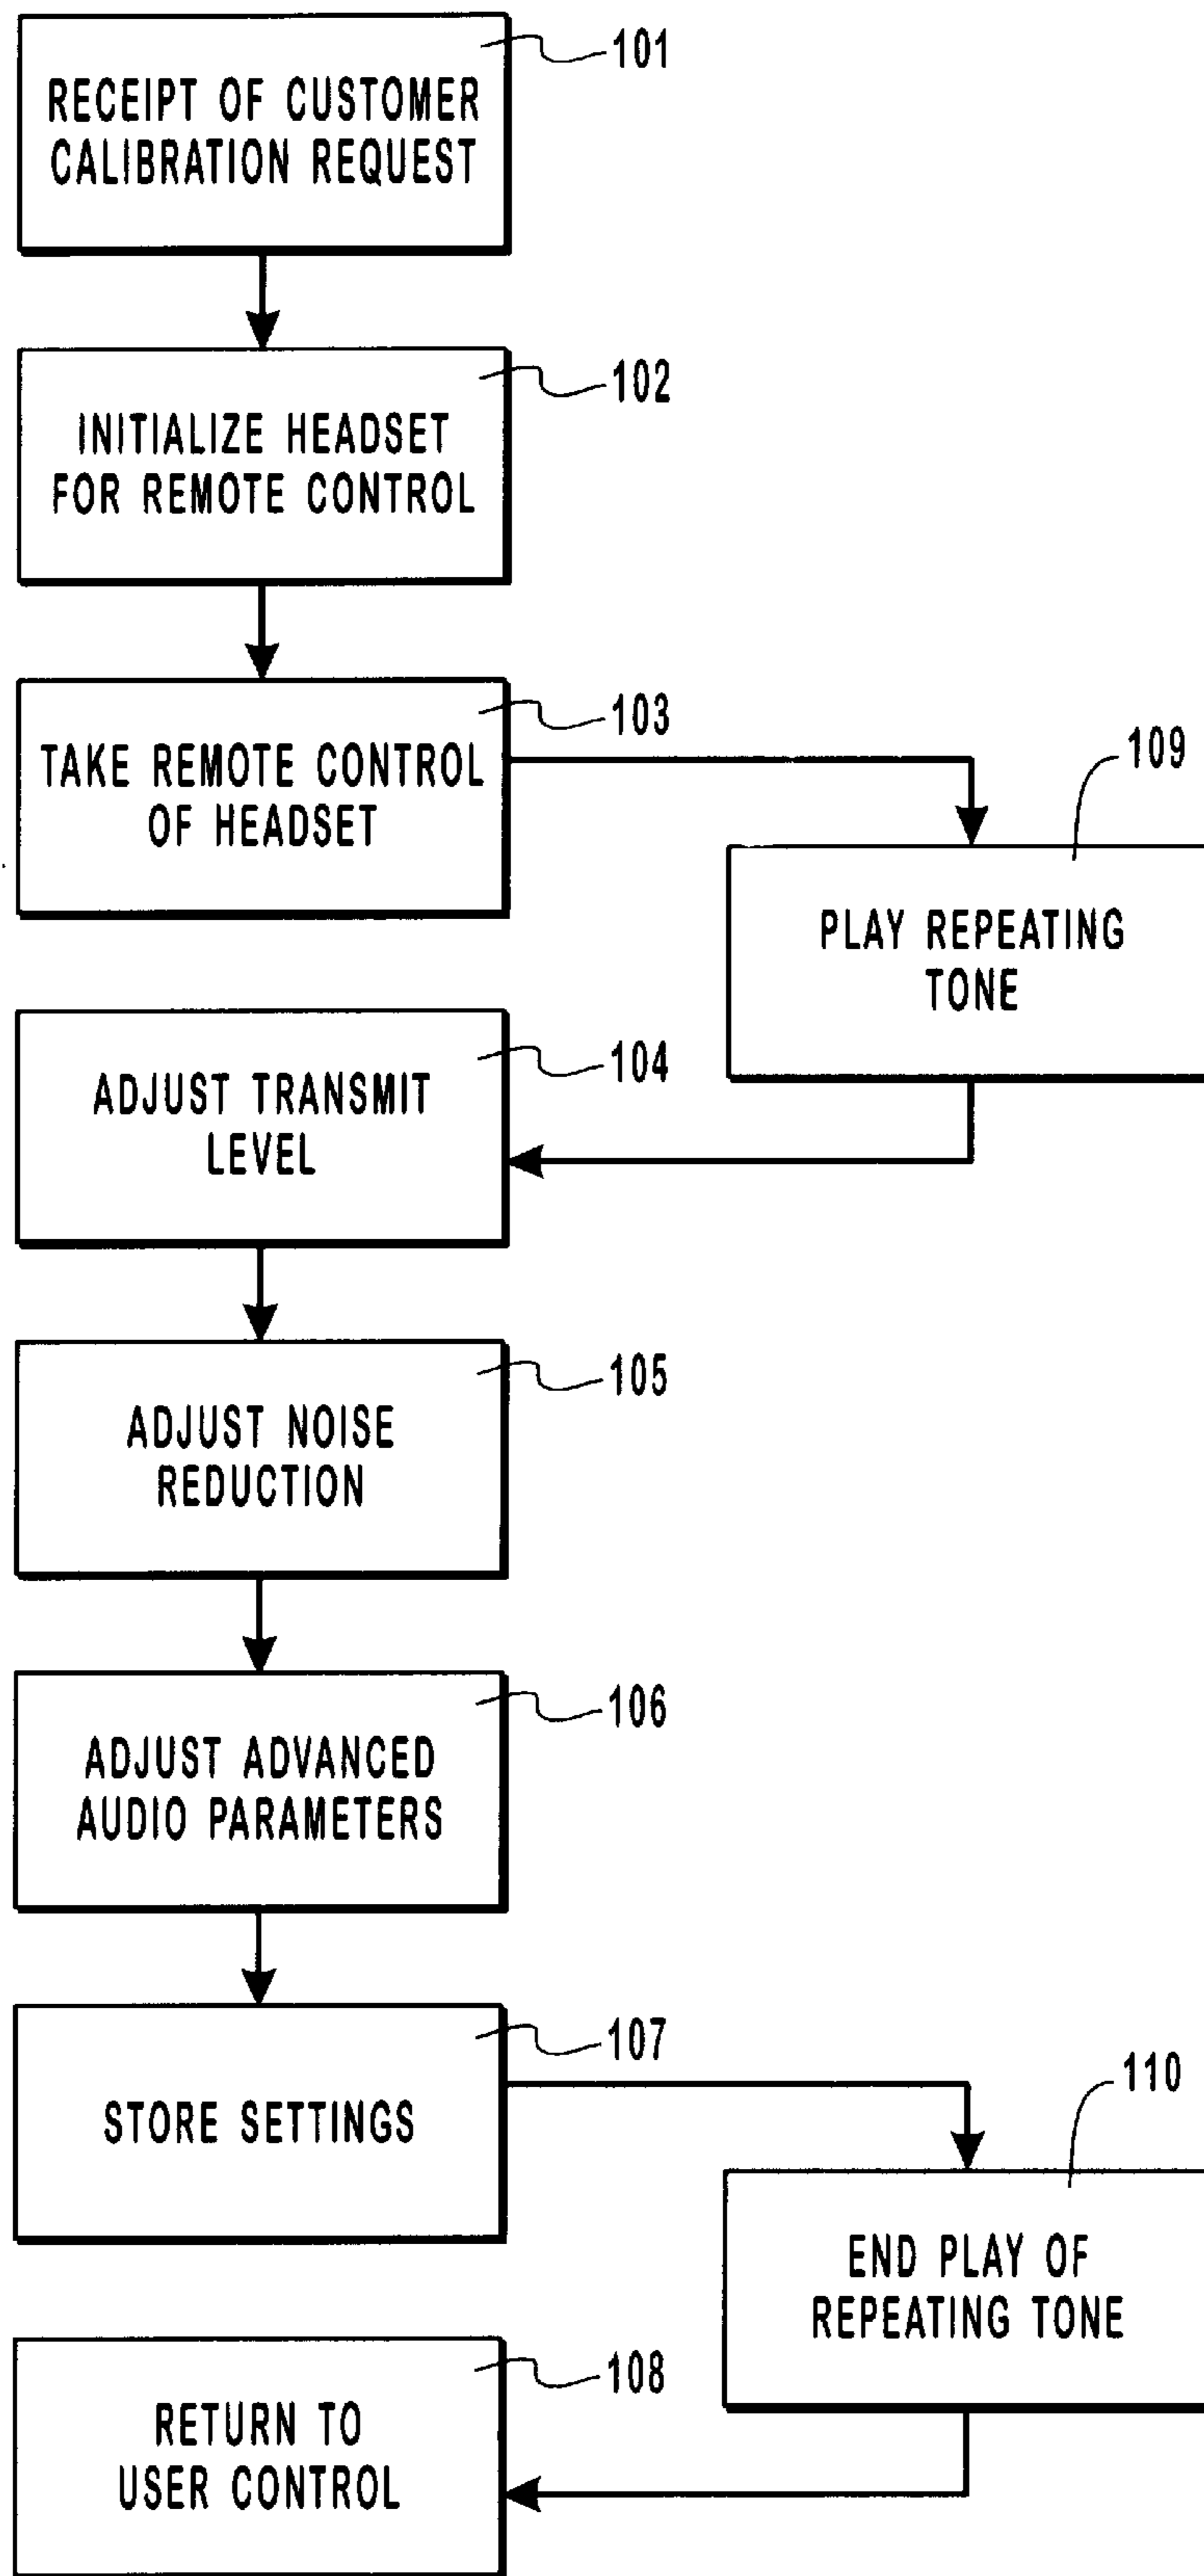 101
RECEIPT OF CUSTOMER
CALIBRATION REQUEST
102
INITIALIZE HEADSET
FOR REMOTE CONTROL
103
TAKE REMOTE CONTROL
OF HEADSET
109
PLAY REPEATING
TONE
104
ADJUST TRANSMIT
LEVEL
105
ADJUST NOISE
REDUCTION
106
ADJUST ADVANCED
AUDIO PARAMETERS
107
STORE SETTINGS
110
END PLAY OF
REPEATING TONE
108
RETURN TO
USER CONTROL